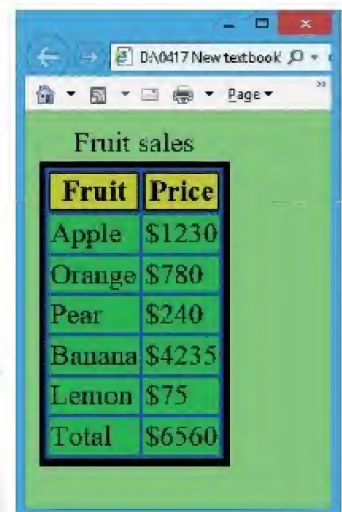 D:\0417 New textbook
Page
Fruit sales
Fruit Price
Apple $1230
Orange $780
Pear $240
Banana $4235
Lemon $75
Total $6560